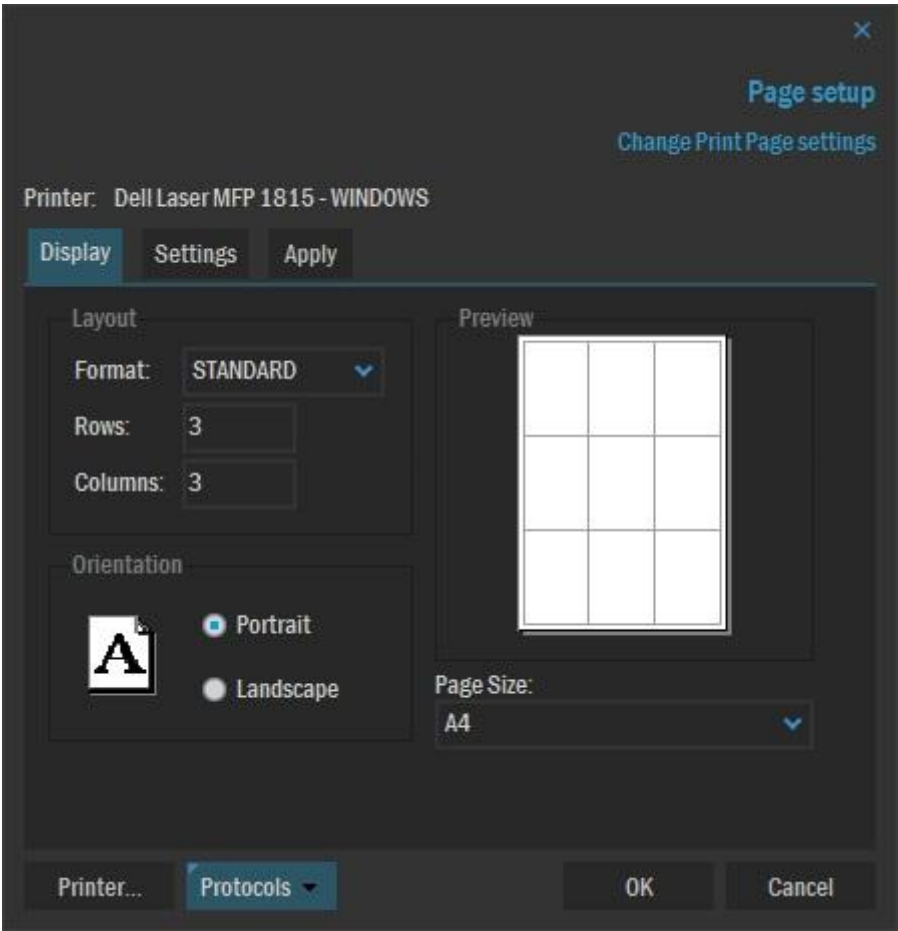 ×
Page setup
Change Print Page settings
Printer: Dell Laser MFP 1815 - WINDOWS
Display Settings Apply
Layout
Format: STANDARD
Rows: 3
Columns: 3
Preview
Orientation
A
Portrait
Landscape
Page Size:
A4
Printer... Protocols OK Cancel